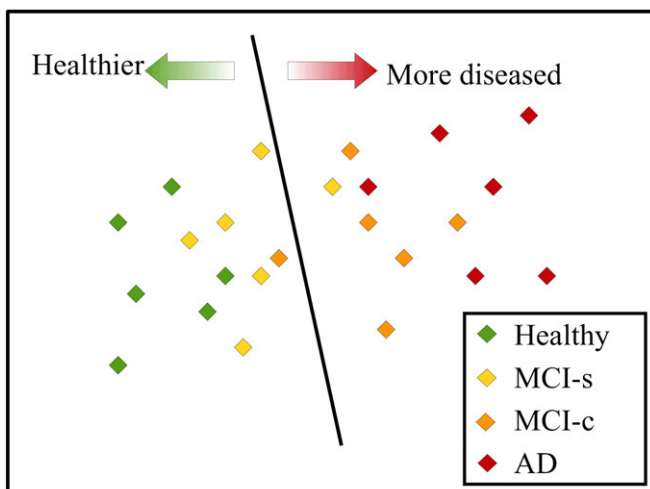 Healthier
More diseased
Healthy
MCI-s
MCI-c
AD